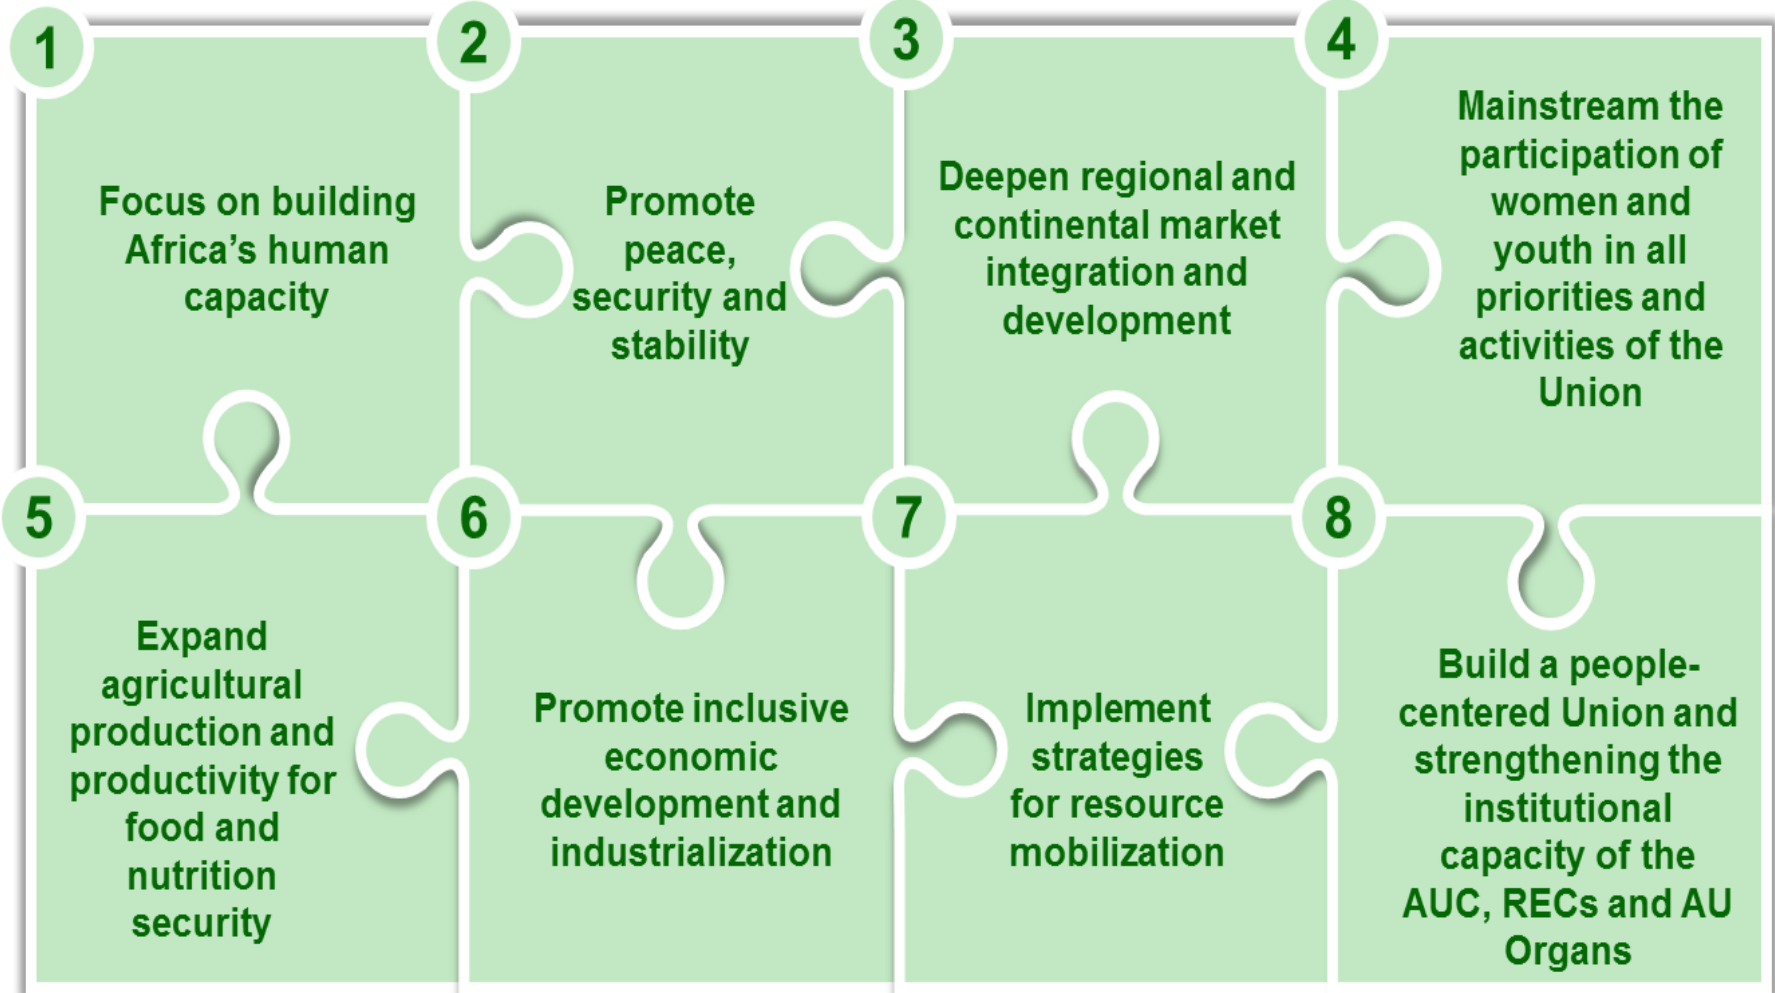 1
Focus on building
Africa's human
capacity
2
Promote
peace,
security and
stability
3
Deepen regional and
continental market
integration and
development
4
Mainstream the
participation of
women and
youth in all
priorities and
activities of the
Union
5
Expand
agricultural
production and
productivity for
food and
nutrition
security
6
Promote inclusive
economic
development and
industrialization
7
Implement
strategies
for resource
mobilization
8
Build a people-
centered Union and
strengthening the
institutional
capacity of the
AUC, RECs and AU
Organs